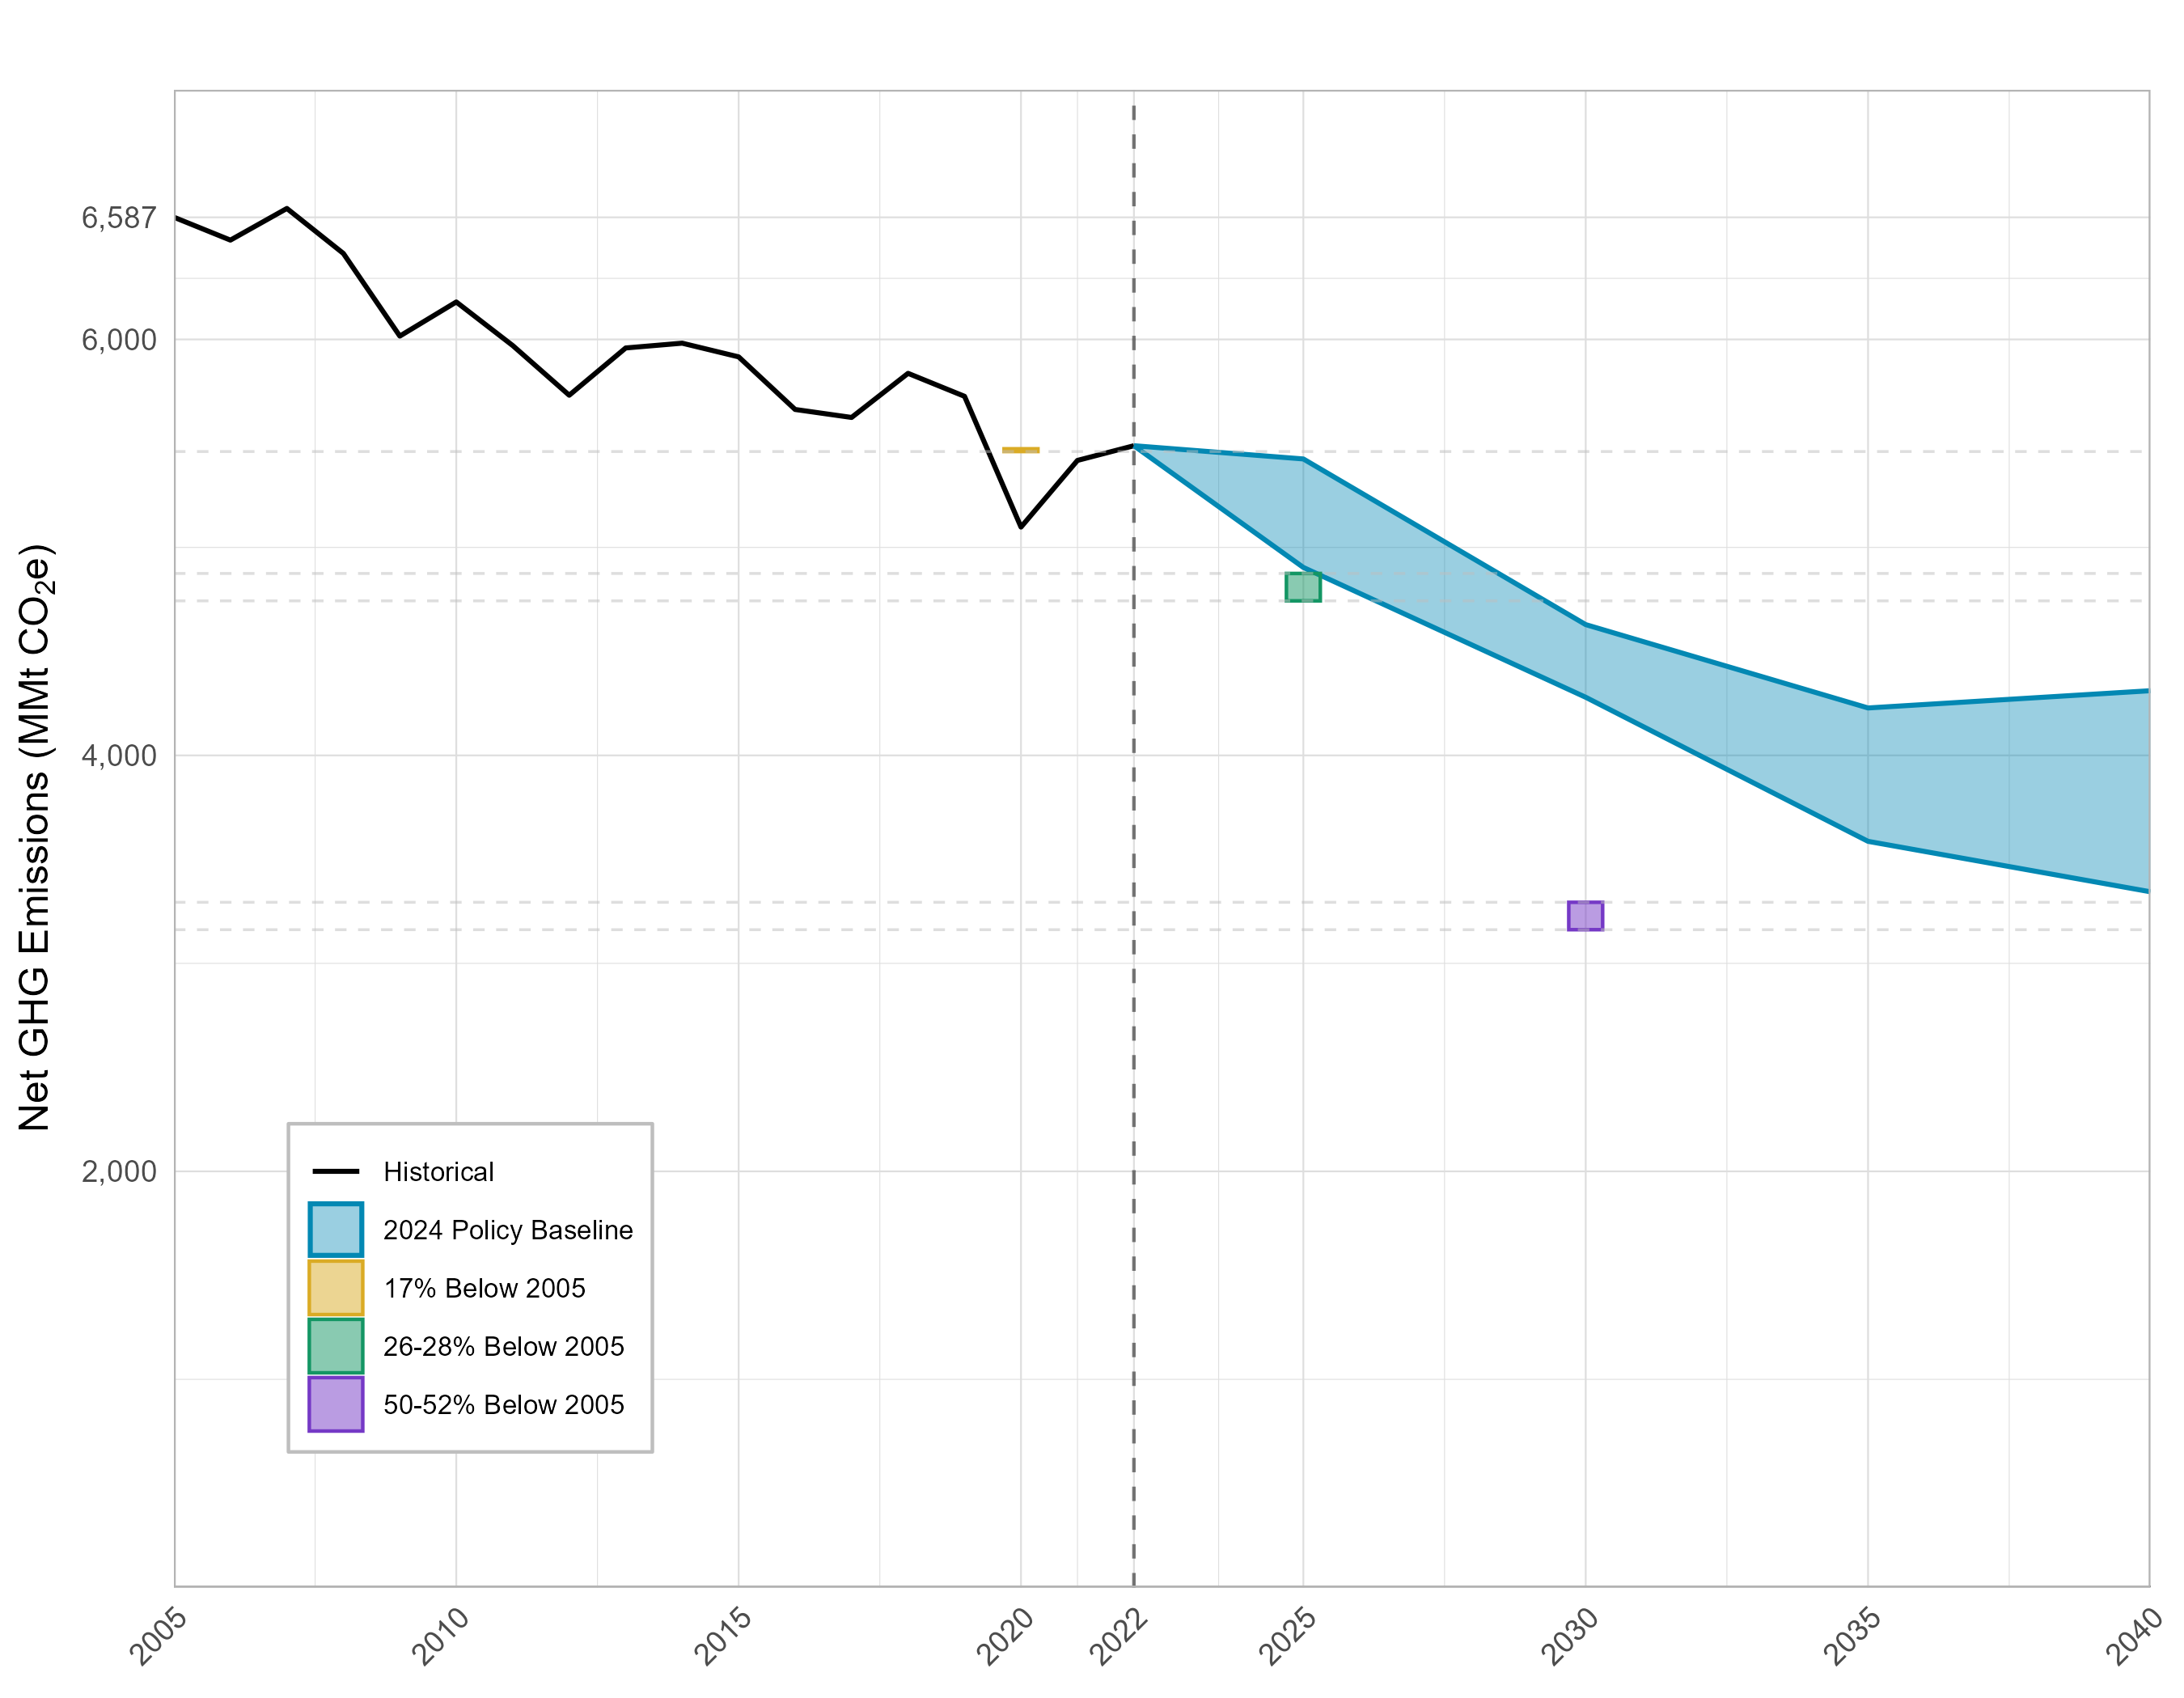 Net GHG Emissions (MMt CO₂e)
6,587
6,000
4,000
2,000
Historical
2024 Policy Baseline
17% Below 2005
26-28% Below 2005
50-52% Below 2005
2005 2010 2015 2020 2022 2025 2030 2035 2040